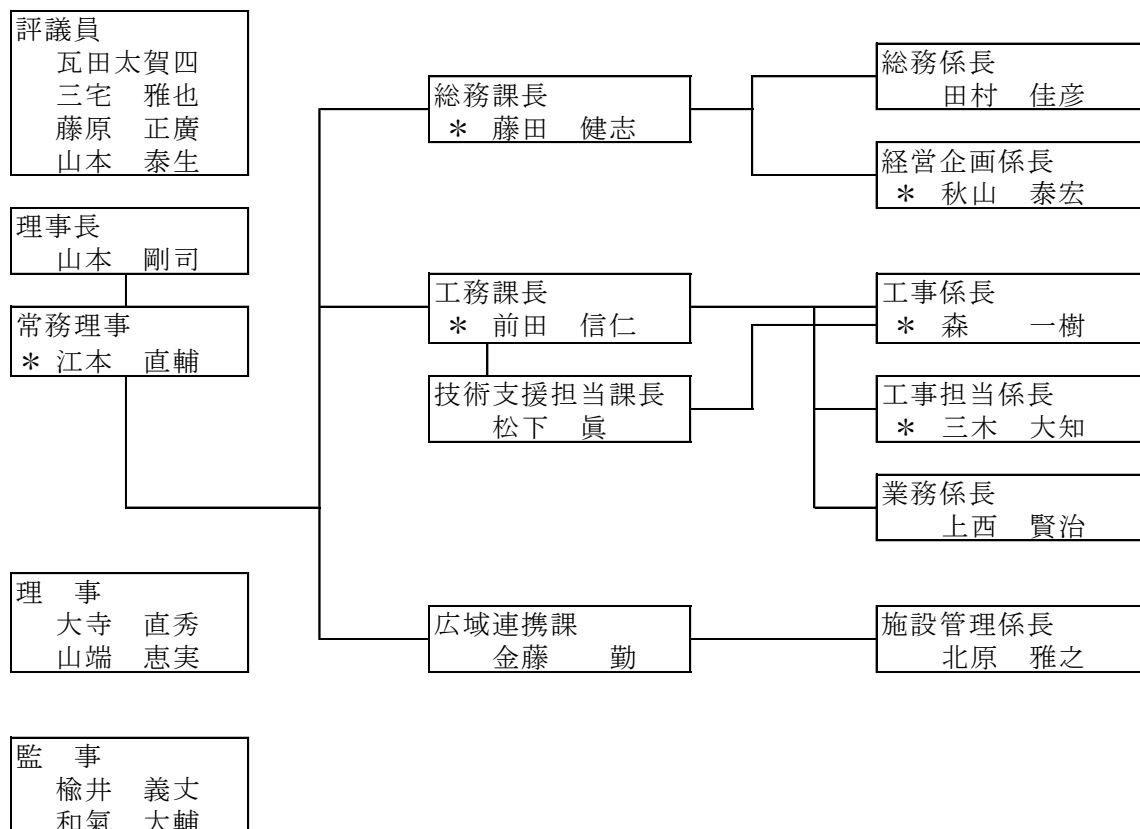 評議員
瓦田太賀四
三宅　雅也
藤原　正廣
山本　泰生
理事長
山本　剛司
常務理事
＊ 江本　直輔
理　事
大寺　直秀
山端　恵実
監　事
楡井　義丈
和氣　大輔
総務課長
＊　藤田　健志
工務課長
＊　前田　信仁
技術支援担当課長
松下　眞
広域連携課
金藤　　勤
総務係長
田村　佳彦
経営企画係長
＊　秋山　泰宏
工事係長
＊　森　　一樹
工事担当係長
＊　三木　大知
業務係長
上西　賢治
施設管理係長
北原　雅之